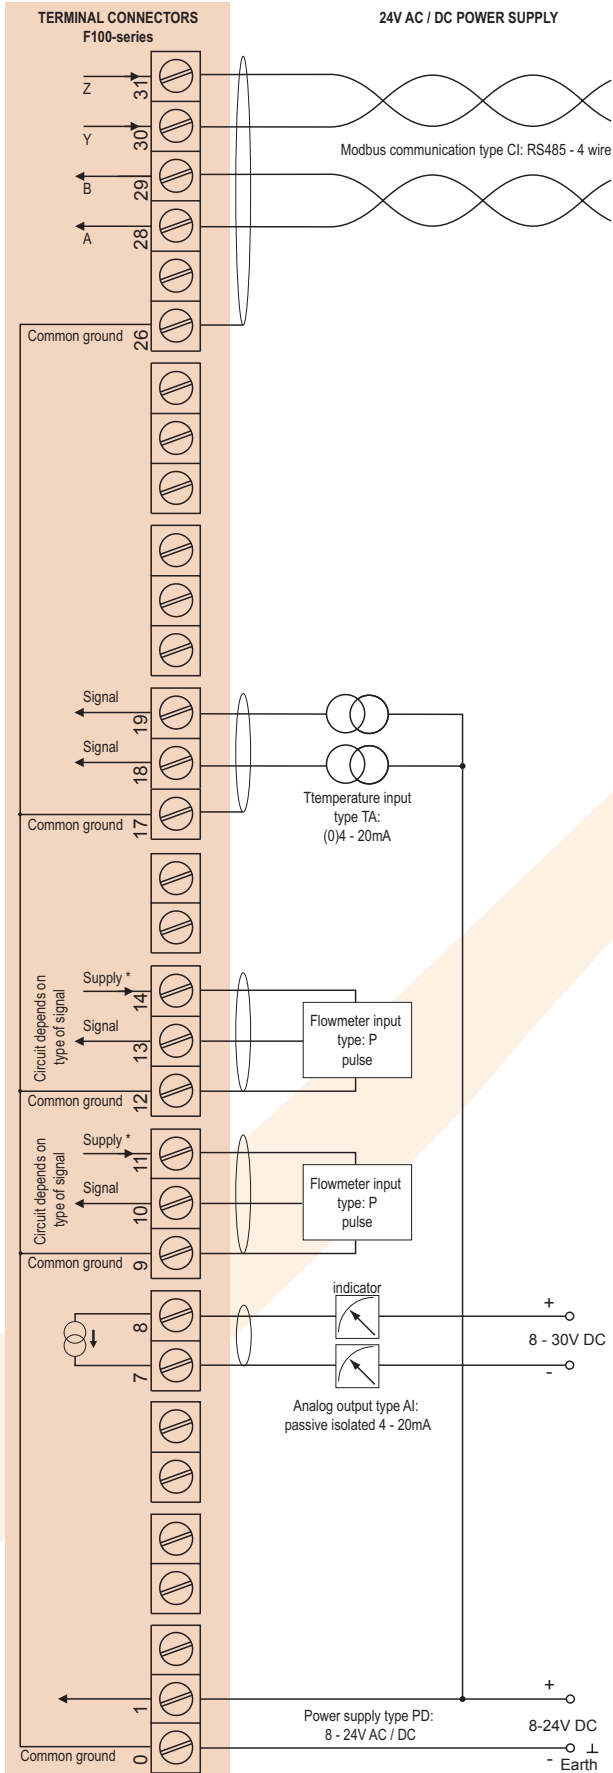 TERMINAL CONNECTORS
F100-series
24V AC / DC POWER SUPPLY
Z
31
Y
30
Modbus communication type CI: RS485 - 4 wire
B
29
A
28
Common ground
26
Signal
19
Signal
18
Ttemperature input
type TA:
(0)4 - 20mA
Common ground
17
Circuit depends on
type of signal
Supply *
14
Signal
13
Flowmeter input
type: P
pulse
Common ground
12
Circuit depends on
type of signal
Supply *
11
Signal
10
Flowmeter input
type: P
pulse
Common ground
9
indicator
8
+
8 - 30V DC
7
-
Analog output type AI:
passive isolated 4 - 20mA
1
+
Power supply type PD:
8 - 24V AC / DC
8-24V DC
Common ground
0
- Earth